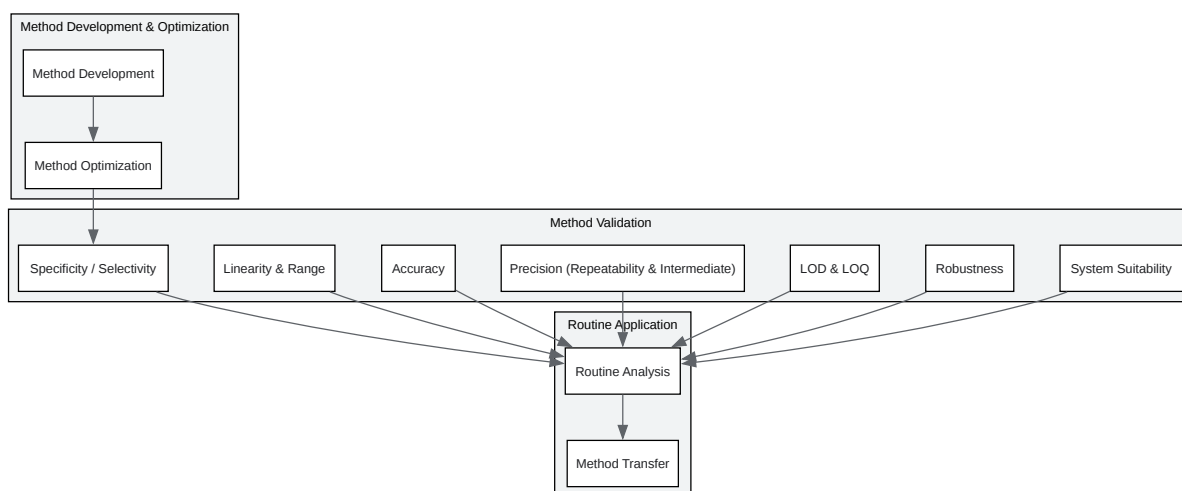 Method Development & Optimization
Method Development
Method Optimization
Method Validation
Specificity / Selectivity
Linearity & Range
Accuracy
Precision (Repeatability & Intermediate)
LOD & LOQ
Robustness
System Suitability
Routine Application
Routine Analysis
Method Transfer